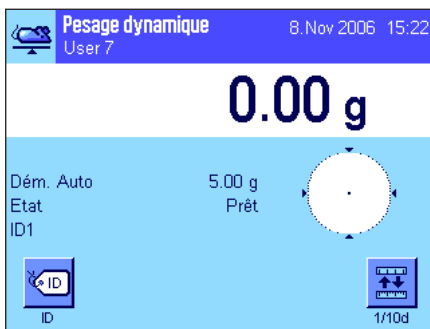 Pesage dynamique 8.Nov 2006 15:22
User 7
0.00 g
Dém. Auto 5.00 g
Etat Prêt
ID1
ID
ID 1/10d